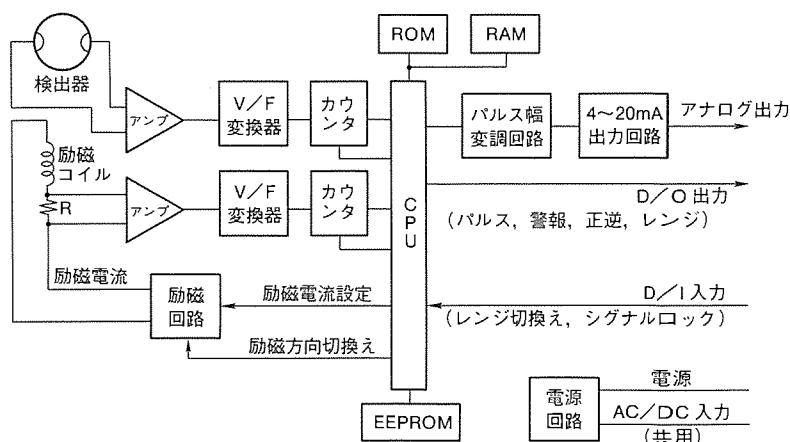 ROM
RAM
検出器
アンプ
V／F
変換器
カウ
ンタ
パルス幅
変調回路
4～20mA
出力回路
アナログ出力
励磁
コイル
R
アンプ
V／F
変換器
カウ
ンタ
CPU
D／O 出力
(パルス，警報，正逆，レンジ)
励磁電流
励磁
回路
励磁電流設定
励磁方向切換え
D／I 入力
(レンジ切換え，シグナルロック)
EEPROM
電源
回路
電源
AC／DC 入力
(共用)